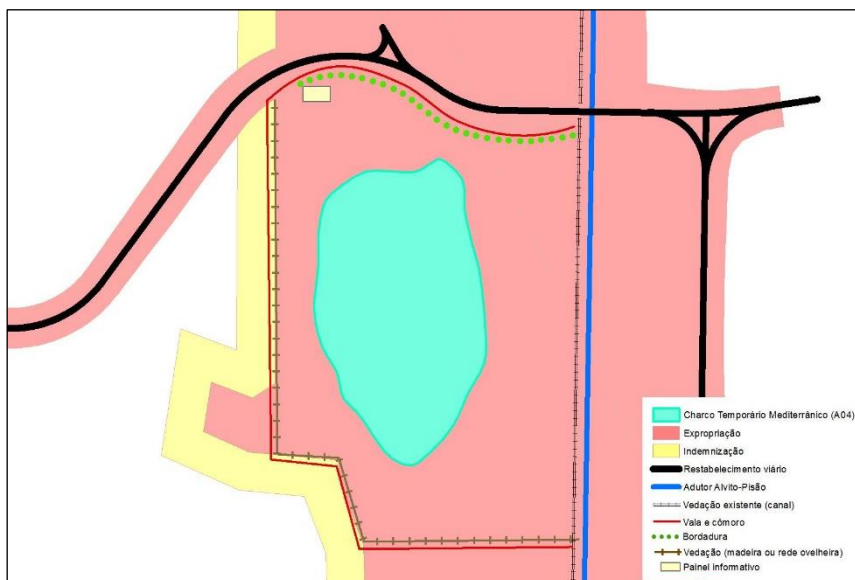 Charco Temporário Mediterrânico (A04)
Expropriação
Indemnização
Restabelecimento viário
Adutor Alvito-Pisão
Vedação existente (canal)
Vala e cômoro
Bordadura
Vedação (madeira ou rede ovelheira)
Painel informativo